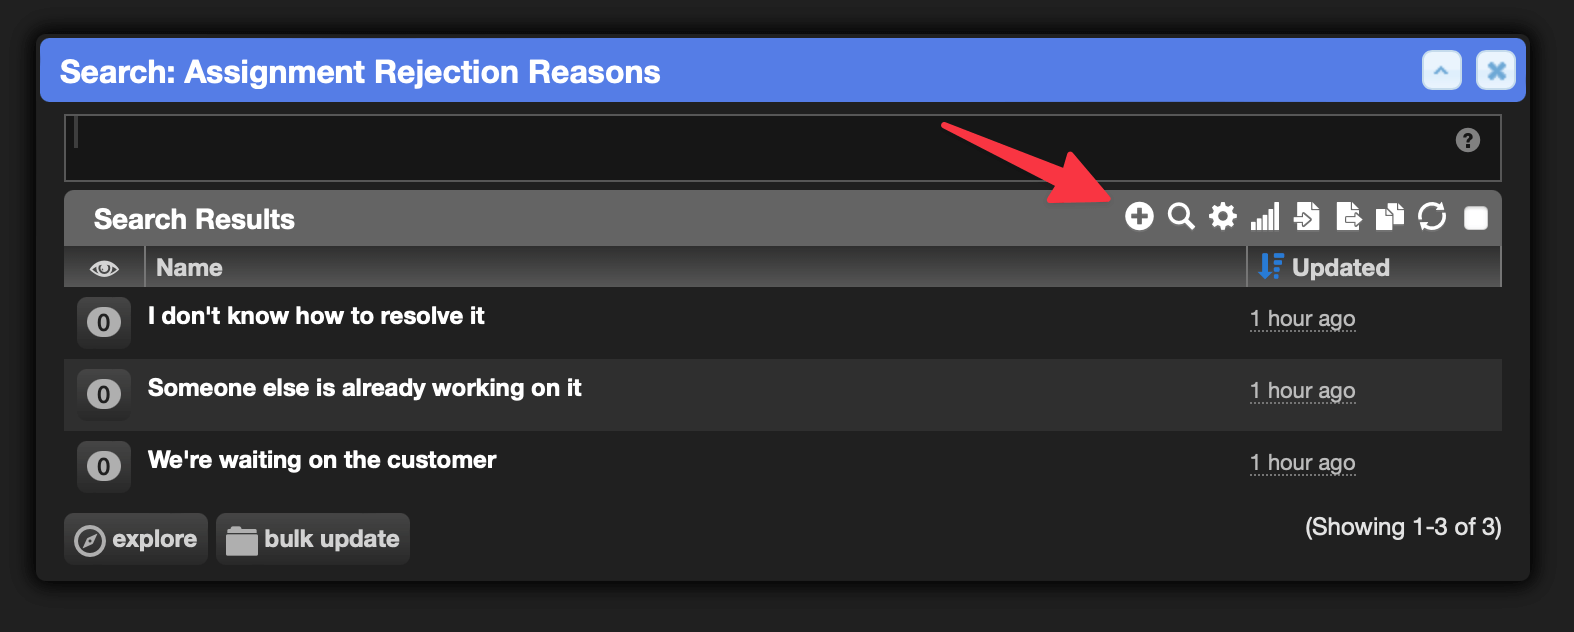 Search: Assignment Rejection Reasons
?
Search Results
Name Updated
0 I don't know how to resolve it 1 hour ago
0 Someone else is already working on it 1 hour ago
0 We're waiting on the customer 1 hour ago
explore bulk update (Showing 1-3 of 3)